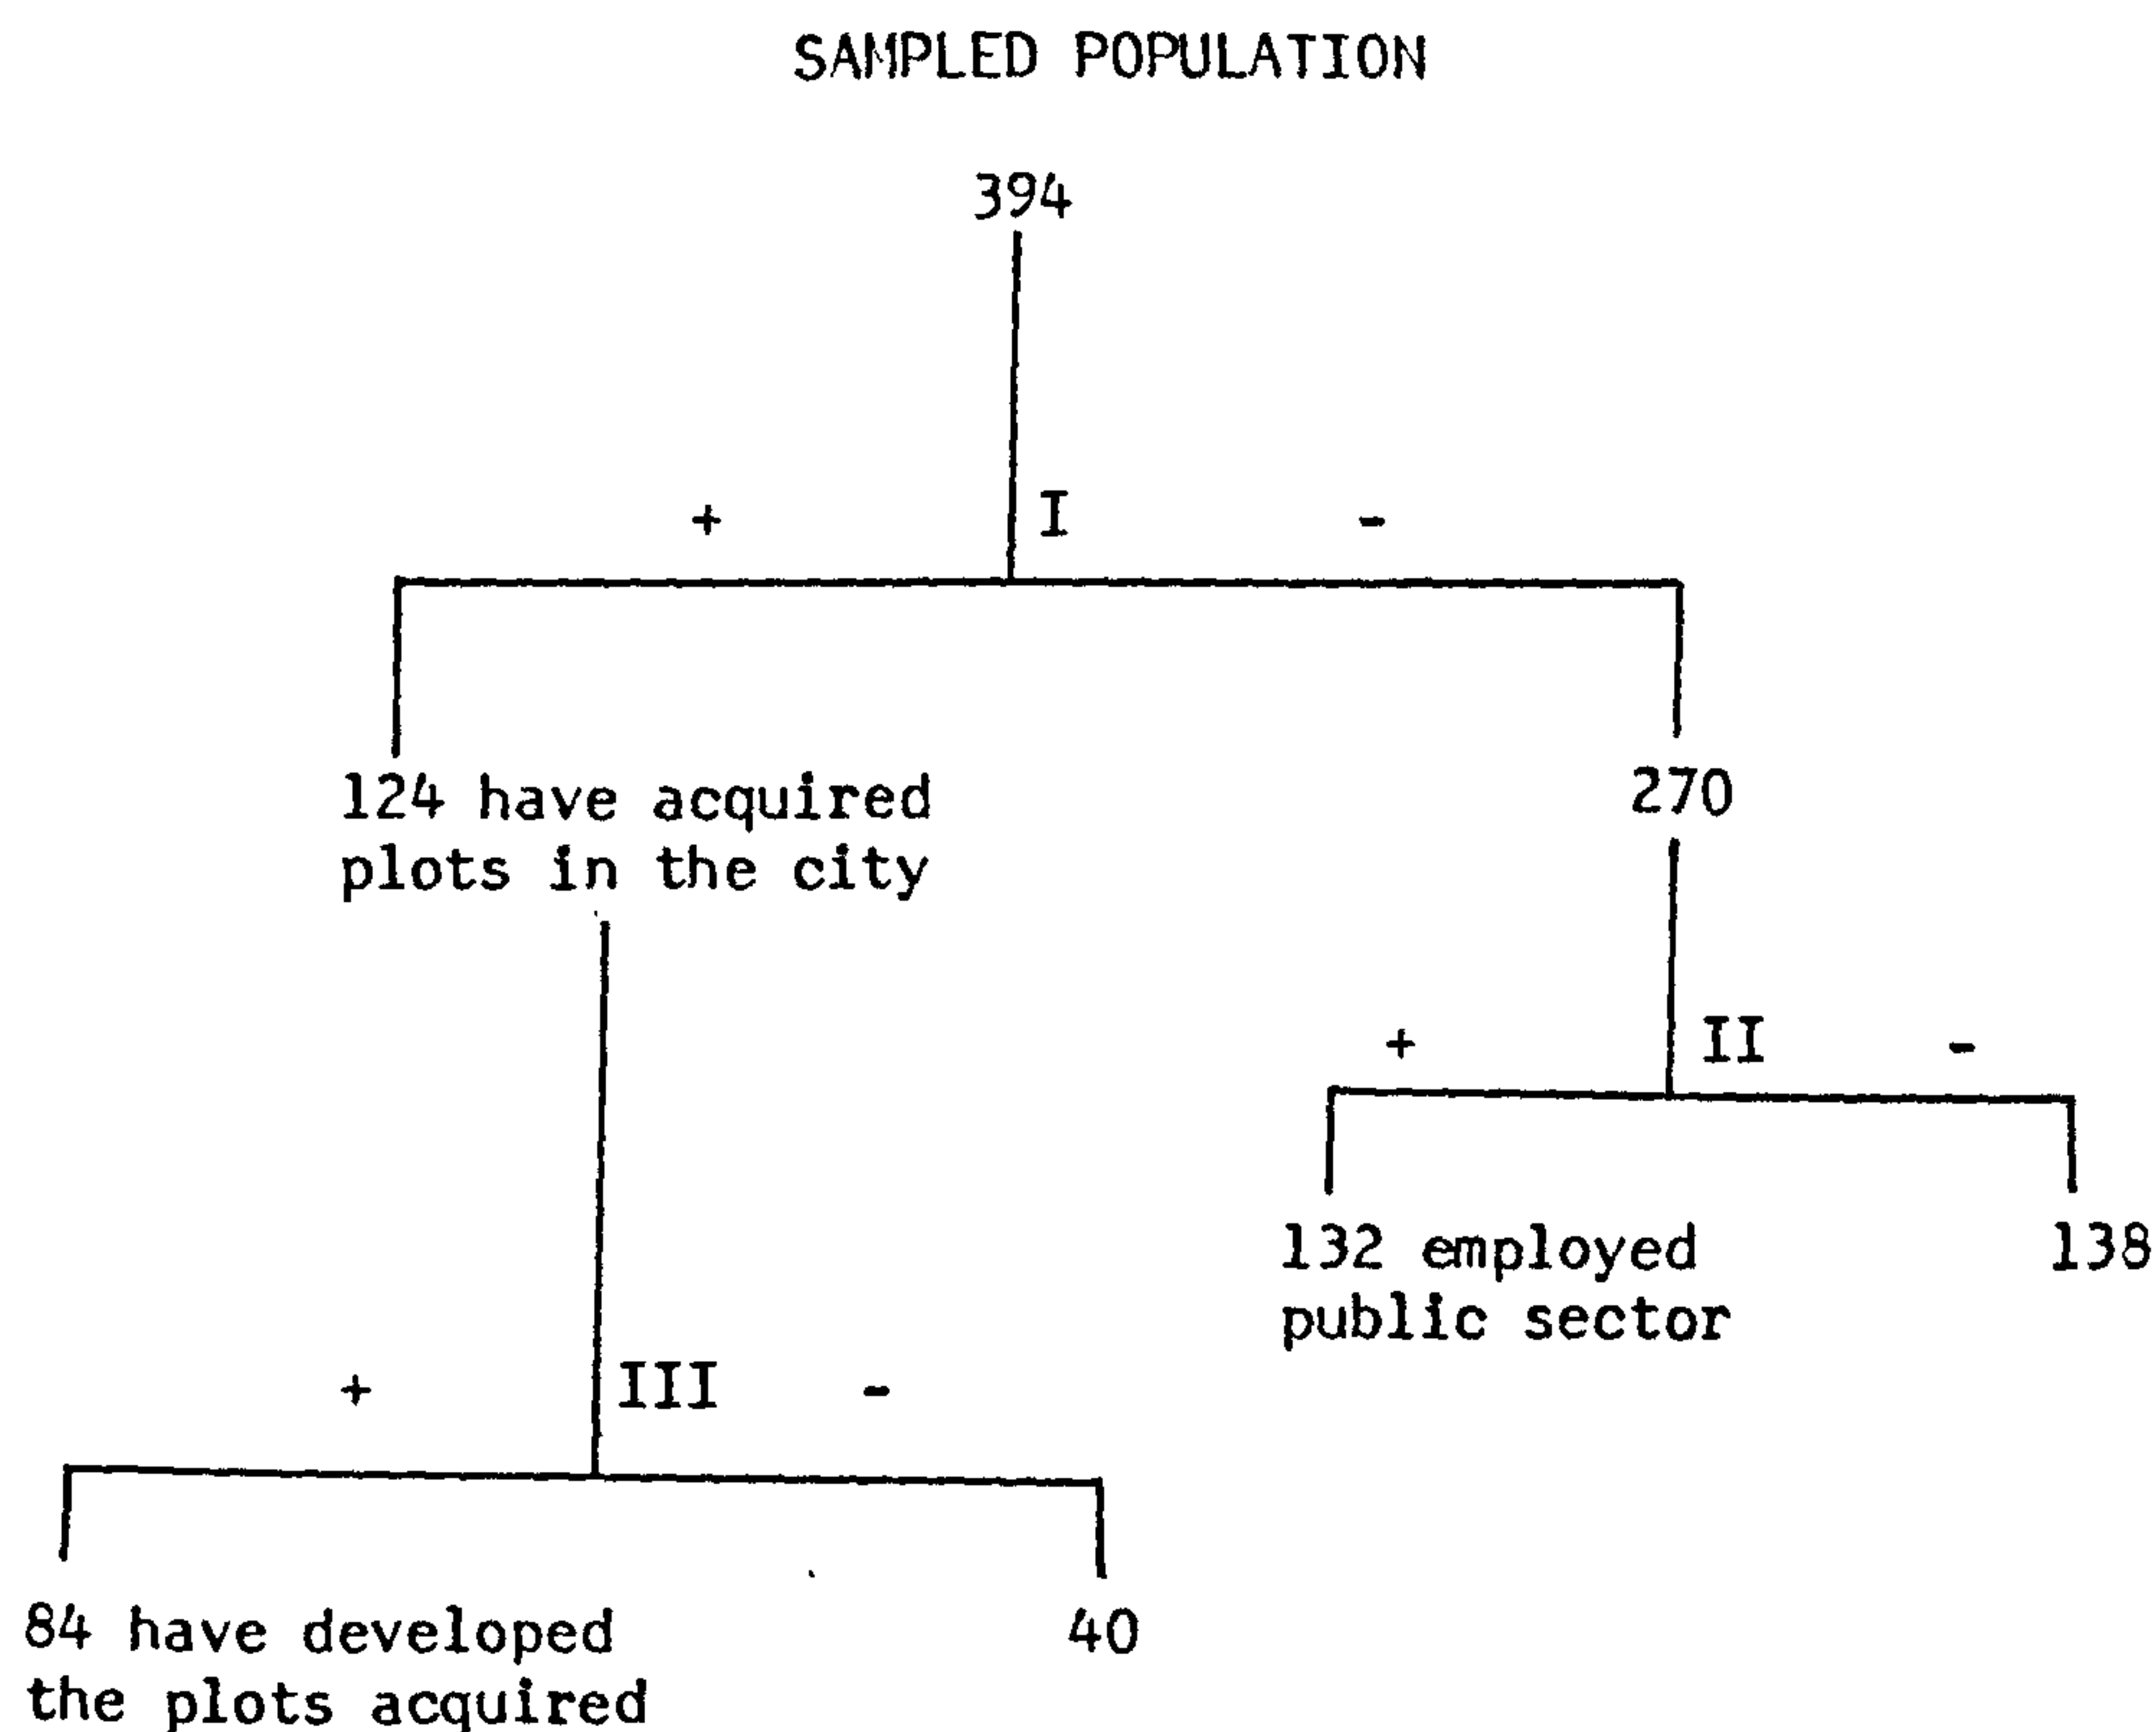 SAMPLED POPULATION
394
+ I -
124 have acquired
plots in the city
270
+ II -
132 employed
public sector
138
+ III -
84 have developed
the plots acquired
40